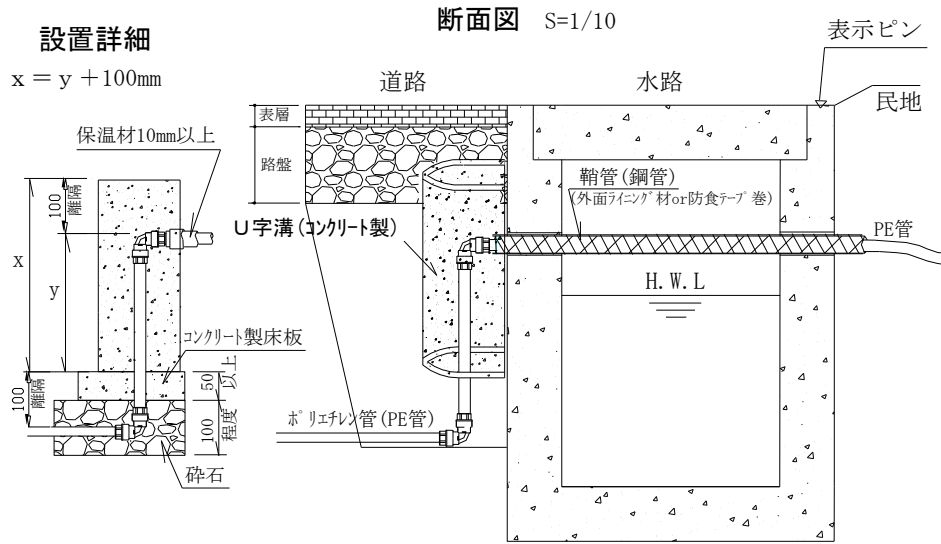 断面図 S=1/10
設置詳細
x = y +100mm
道路
水路
表示ピン
民地
表層
路盤
保温材10mm以上
100
離隔
x
y
100
離隔
コンクリート製床板
50
以上
100
程度
砕石
U字溝(コンクリート製)
鞘管(鋼管)
(外面ライニング材or防食テープ巻)
PE管
H.W.L
ポリエチレン管(PE管)